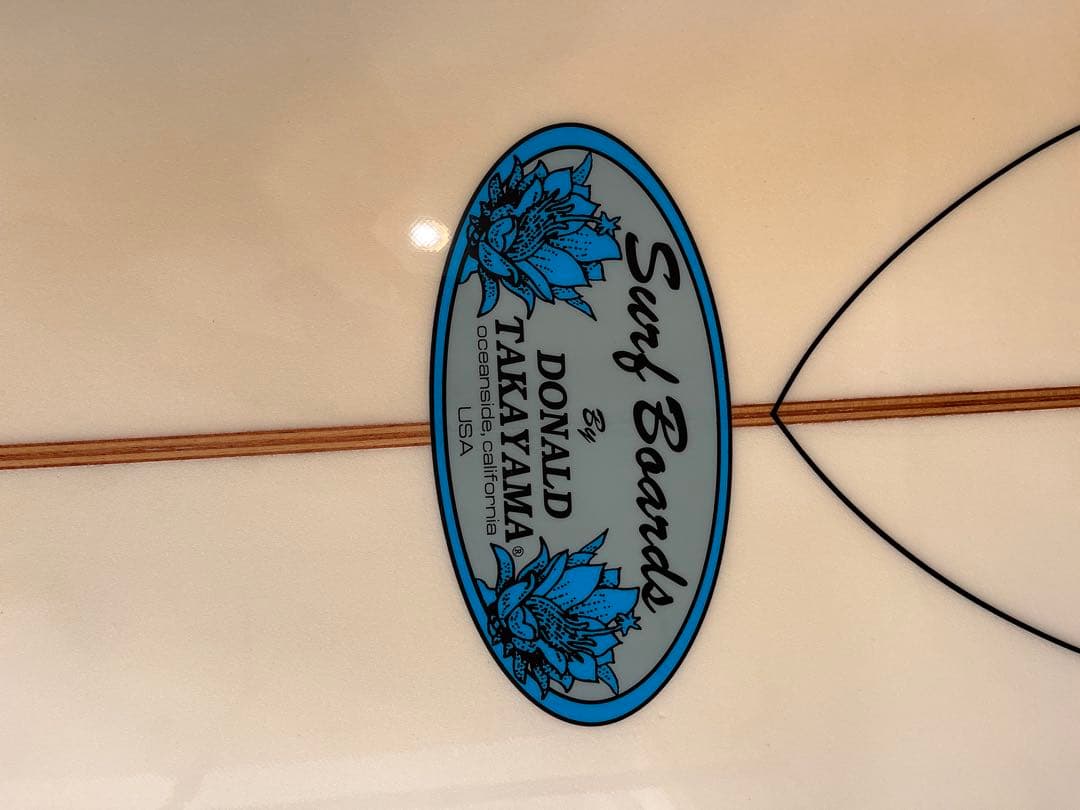 Surf Boards
By
DONALD
TAKAYAMA®
oceanside, california
USA